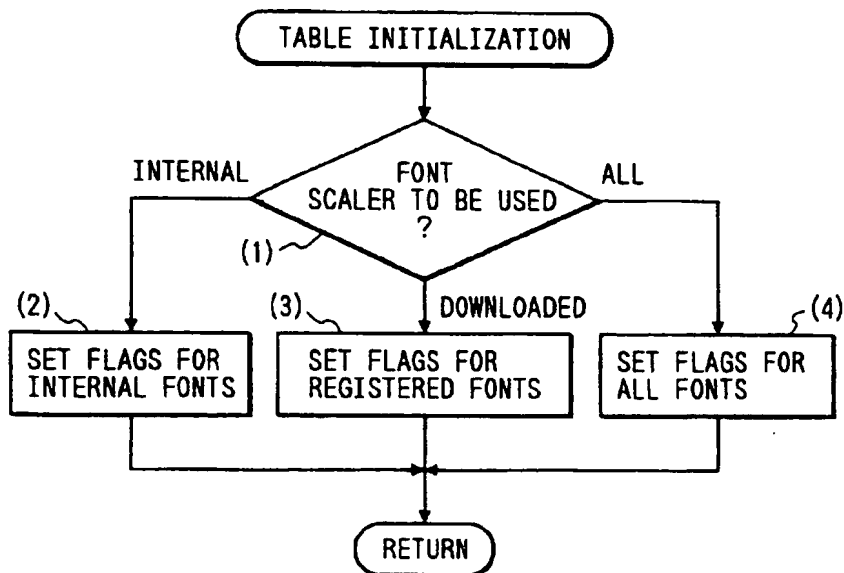 TABLE INITIALIZATION
INTERNAL
FONT
SCALER TO BE USED
?
ALL
(1)
(2)
(3)
DOWNLOADED
(4)
SET FLAGS FOR
INTERNAL FONTS
SET FLAGS FOR
REGISTERED FONTS
SET FLAGS FOR
ALL FONTS
RETURN